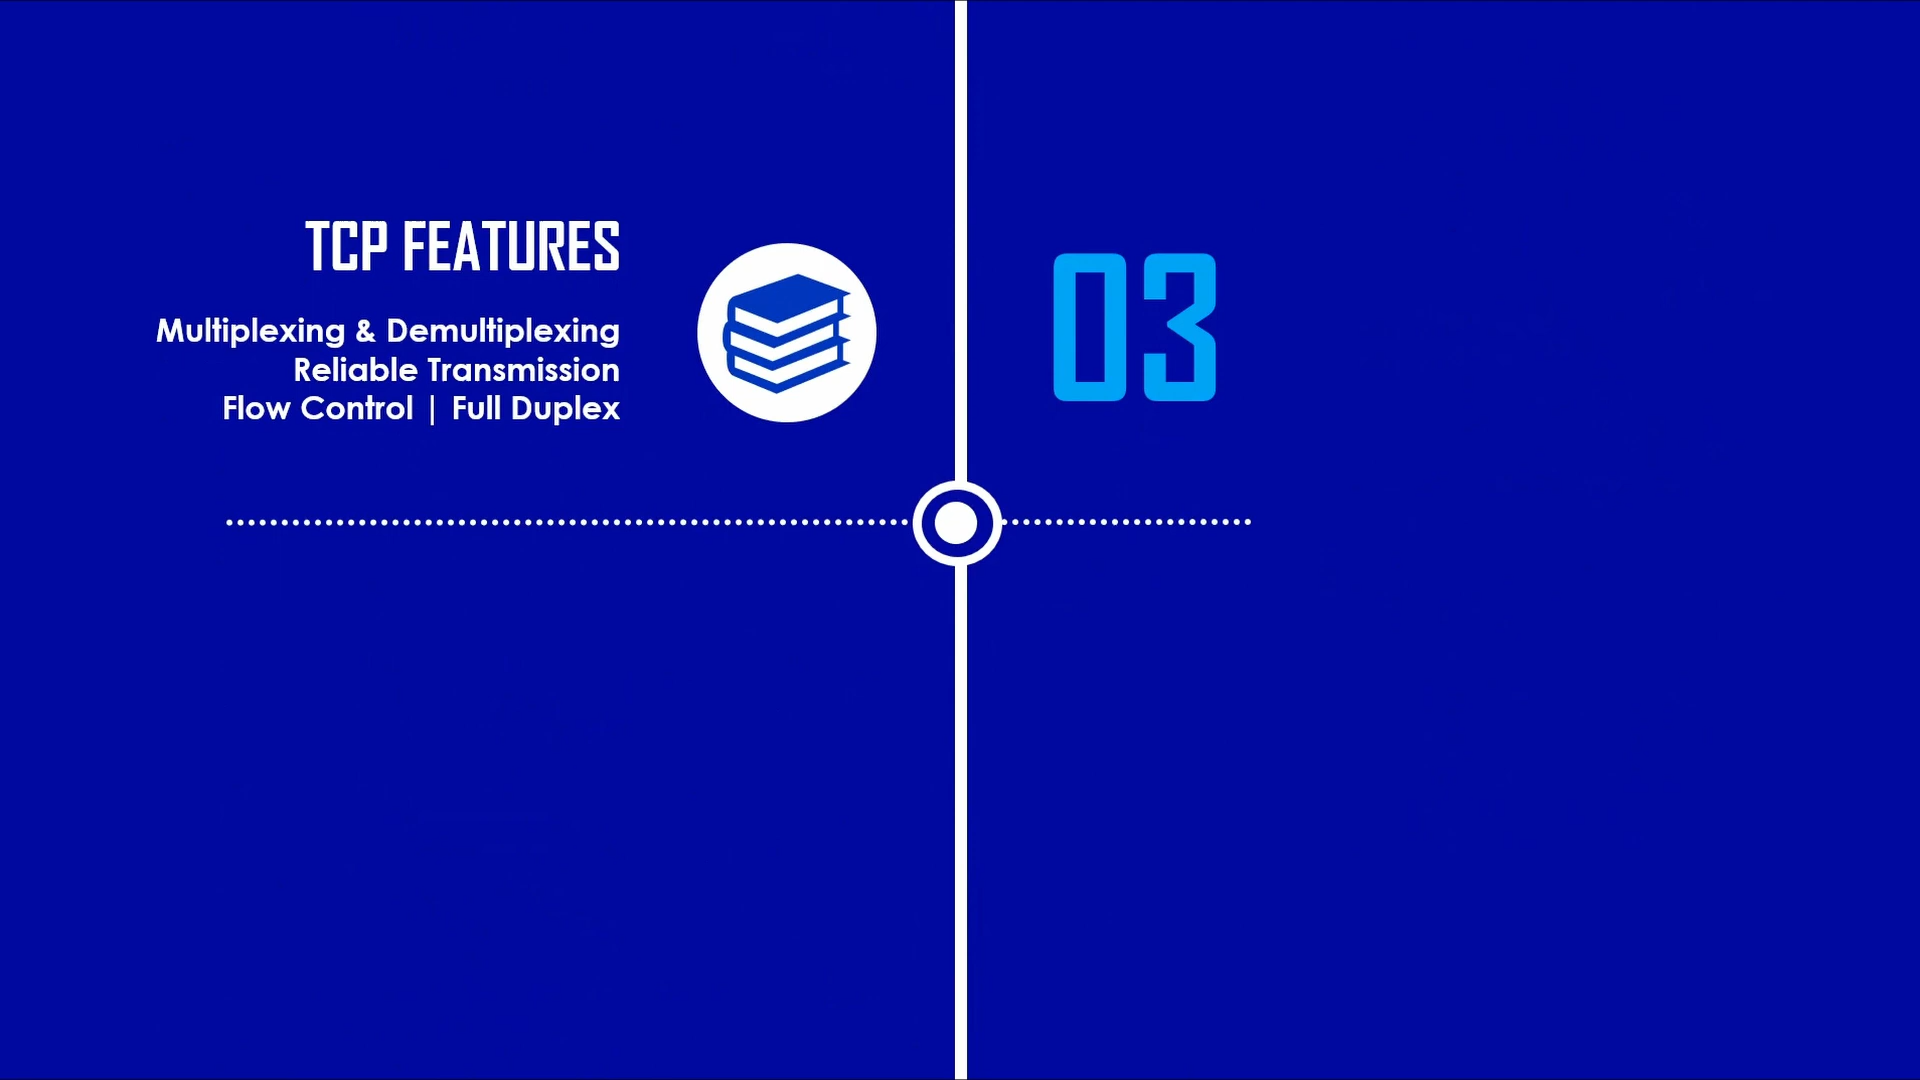 TCP FEATURES
Multiplexing & Demultiplexing
Reliable Transmission
Flow Control | Full Duplex
03